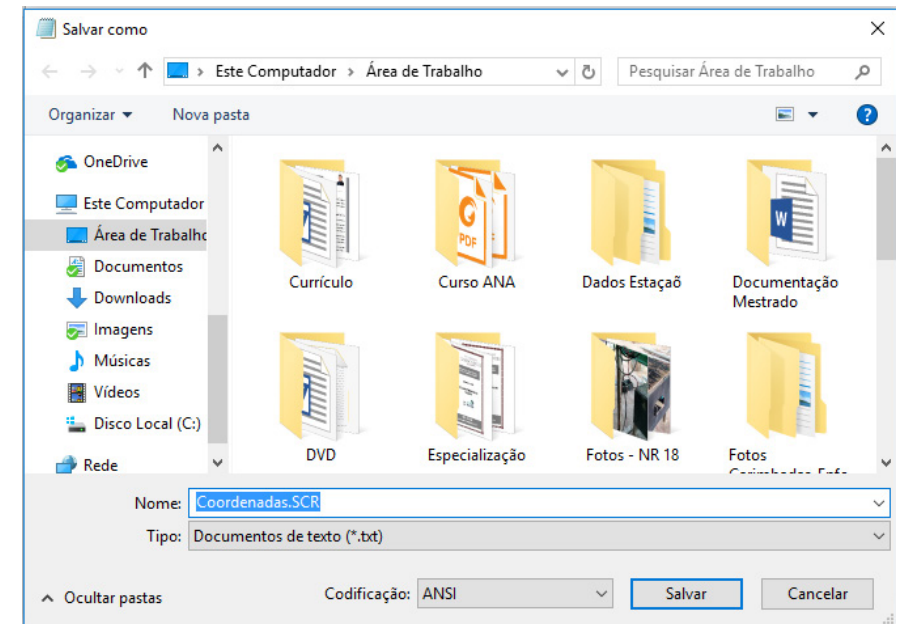 Salvar como
Este Computador > Área de Trabalho
Pesquisar Área de Trabalho
Organizar
Nova pasta
OneDrive
Este Computador
Área de Trabalho
Documentos
Downloads
Imagens
Músicas
Vídeos
Disco Local (C:)
Rede
Currículo
PDF
Curso ANA
Dados Estaçaõ
W
Documentação
Mestrado
DVD
Especialização
Fotos - NR 18
Fotos
Nome: Coordenadas.SCR
Tipo: Documentos de texto (*.txt)
Ocultar pastas
Codificação: ANSI
Salvar
Cancelar